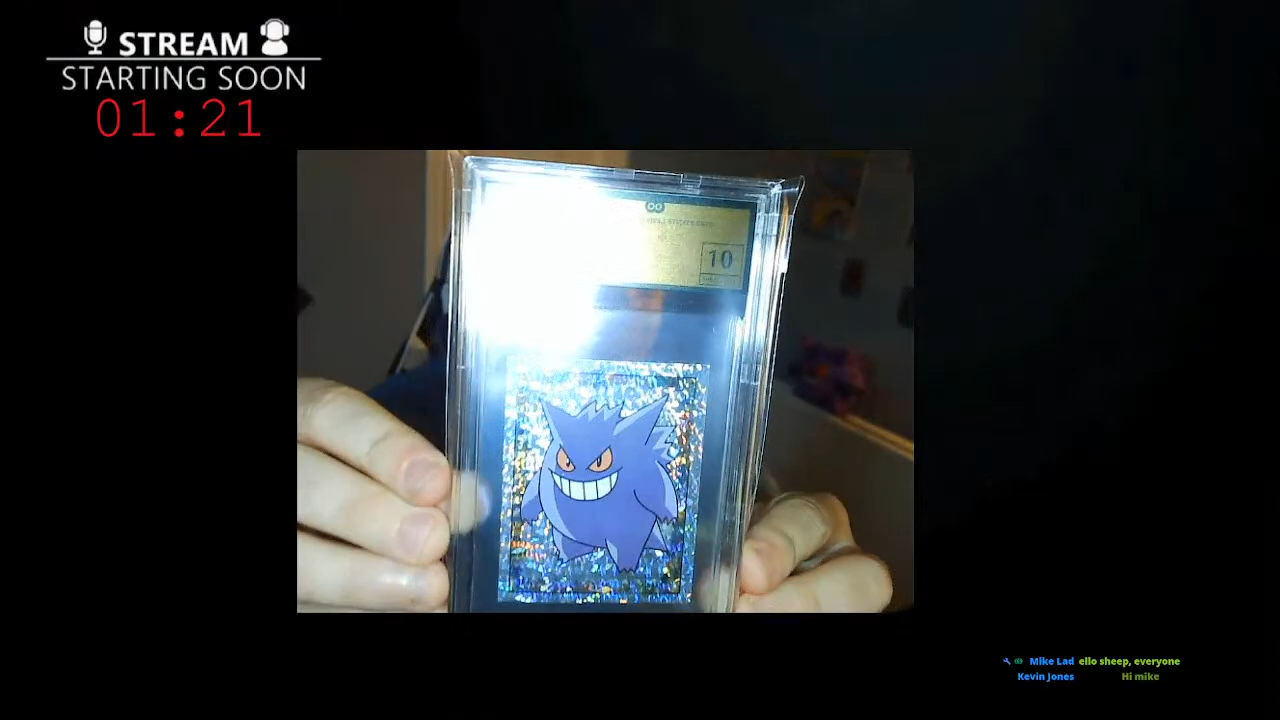 STREAM
STARTING SOON
01:21
10
Mike Lad ello sheep, everyone
Kevin Jones Hi mike